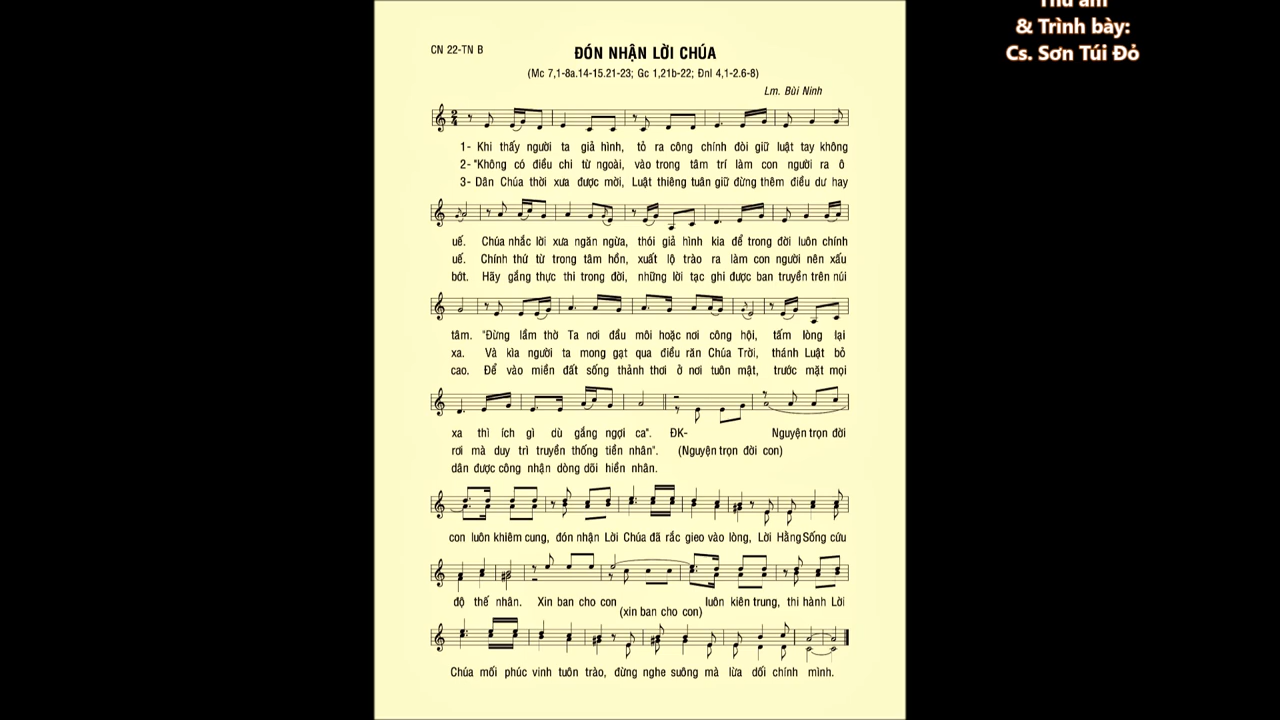 Thu âm
& Trình bày:
Cs. Sơn Túi Đỏ
CN 22-TN B
ĐÓN NHẬN LỜI CHÚA
(Mc 7,1-8a.14-15.21-23; Gc 1,21b-22; Đnl 4,1-2.6-8)
Lm. Bùi Ninh
2
4
1- Khi thấy người ta giả hình, tỏ ra công chính đòi giữ luật tay không
2- "Không có điều chi từ ngoài, vào trong tâm trí làm con người ra ô
3- Dân Chúa thời xưa được mời, Luật thiêng tuân giữ đừng thêm điều dư hay
uế. Chúa nhắc lời xưa ngăn ngừa, thói giả hình kia để trong đời luôn chính
uế. Chính thứ từ trong tâm hồn, xuất lộ trào ra làm con người nên xấu
bớt. Hãy gắng thực thi trong đời, những lời tạc ghi được ban truyền trên núi
tâm. "Đừng lầm thờ Ta nơi đầu môi hoặc nơi công hội, tấm lòng lại
xa. Và kìa người ta mong gạt qua điều răn Chúa Trời, thánh Luật bỏ
cao. Để vào miền đất sống thảnh thơi ở nơi tuôn mật, trước mặt mọi
xa thì ích gì dù gắng ngợi ca". ĐK- Nguyện trọn đời
rơi mà duy trì truyền thống tiền nhân". (Nguyện trọn đời con)
dân được công nhận dòng dõi hiền nhân.
con luôn khiêm cung, đón nhận Lời Chúa đã rắc gieo vào lòng, Lời Hằng Sống cứu
độ thế nhân. Xin ban cho con luôn kiên trung, thi hành Lời
(xin ban cho con)
Chúa mối phúc vinh tuôn trào, đừng nghe suông mà lừa dối chính mình.